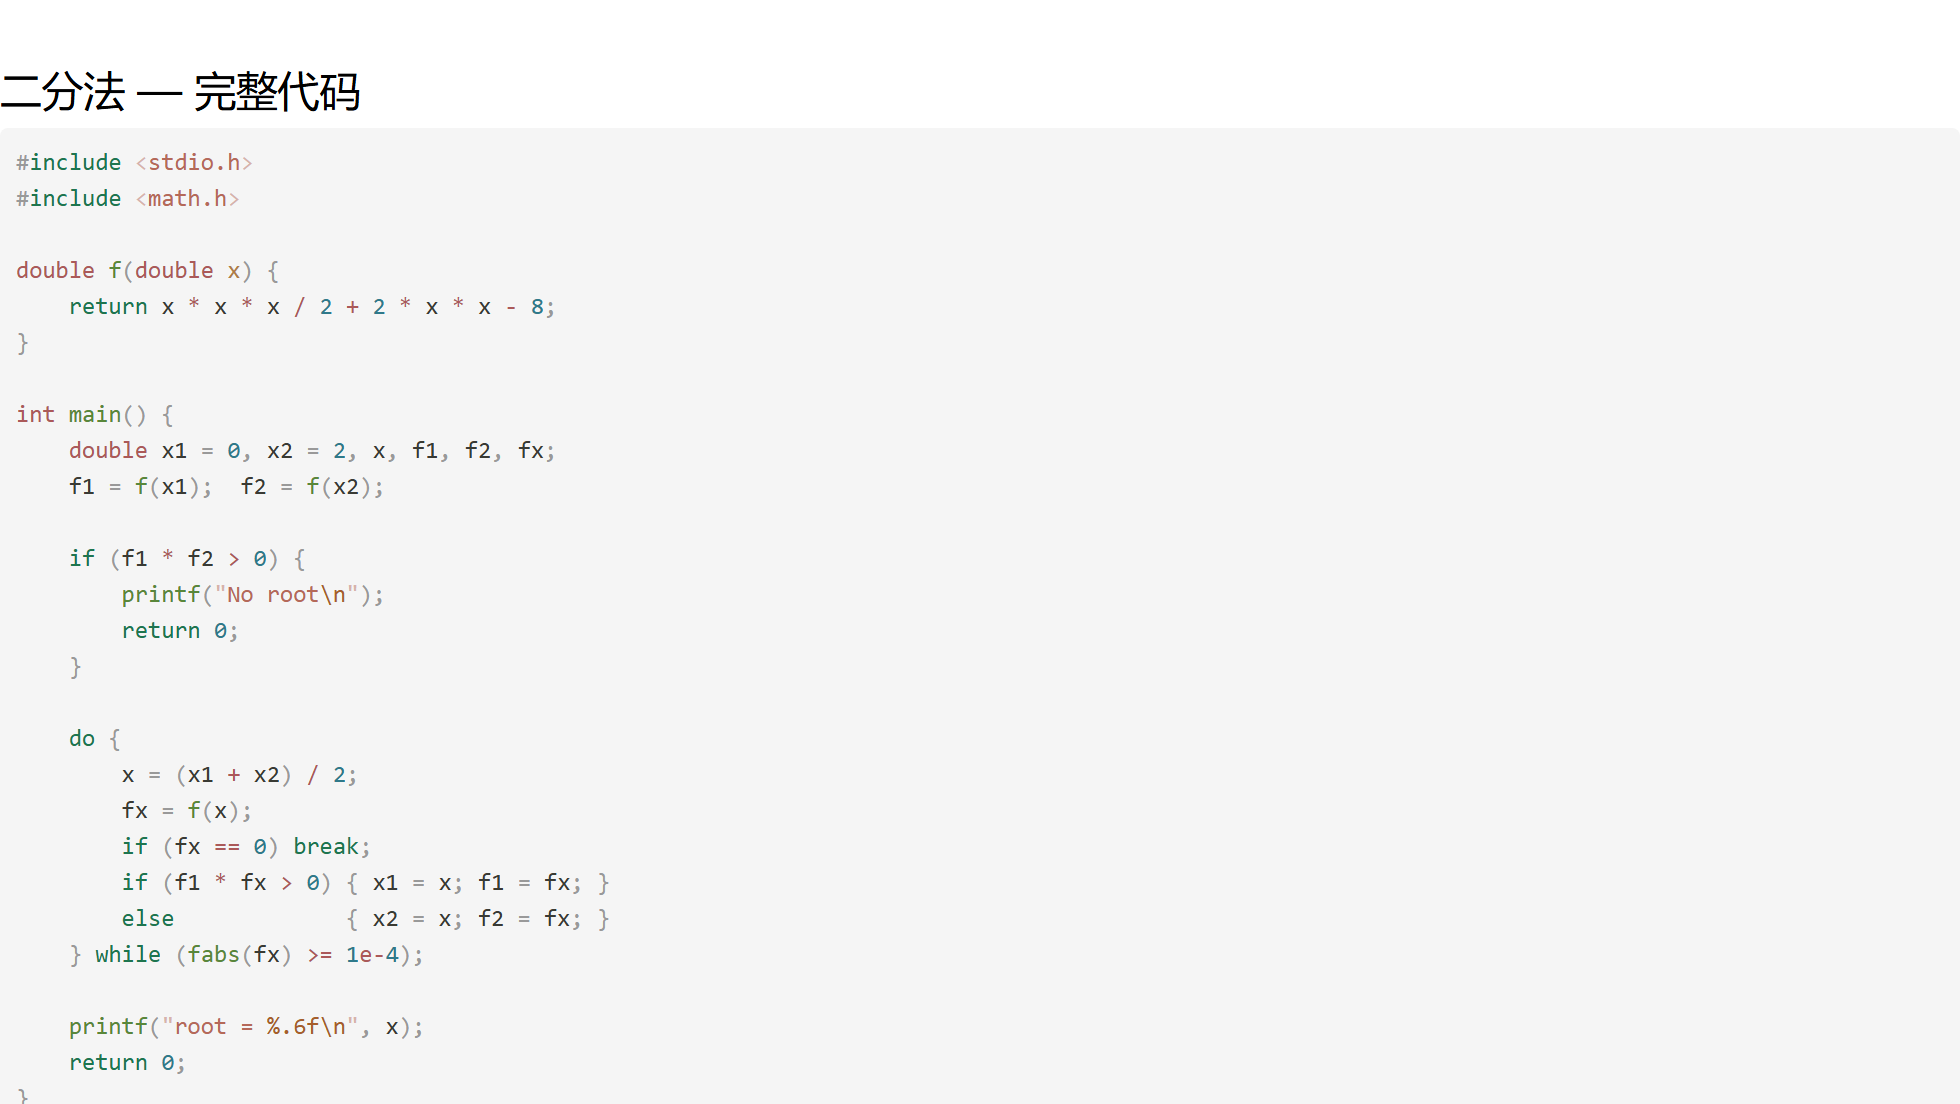 二分法 — 完整代码
#include <stdio.h>
#include <math.h>
double f(double x) {
    return x * x * x / 2 + 2 * x * x - 8;
}
int main() {
    double x1 = 0, x2 = 2, x, f1, f2, fx;
    f1 = f(x1);  f2 = f(x2);
    if (f1 * f2 > 0) {
        printf("No root\n");
        return 0;
    }
    do {
        x = (x1 + x2) / 2;
        fx = f(x);
        if (fx == 0) break;
        if (f1 * fx > 0) { x1 = x; f1 = fx; }
        else             { x2 = x; f2 = fx; }
    } while (fabs(fx) >= 1e-4);
    printf("root = %.6f\n", x);
    return 0;
}